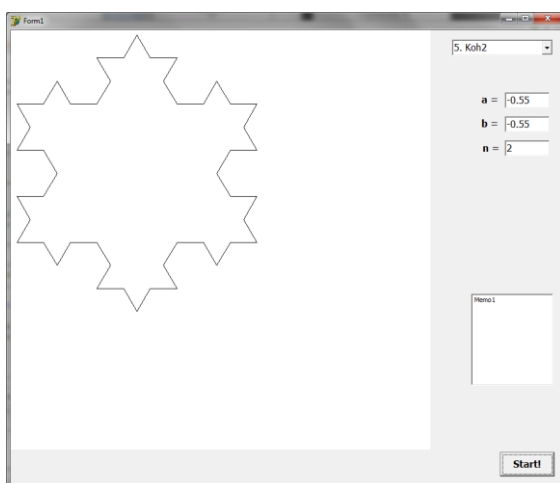 Form1
5. Koh2
a = -0.55
b = -0.55
n = 2
Memo1
Start!